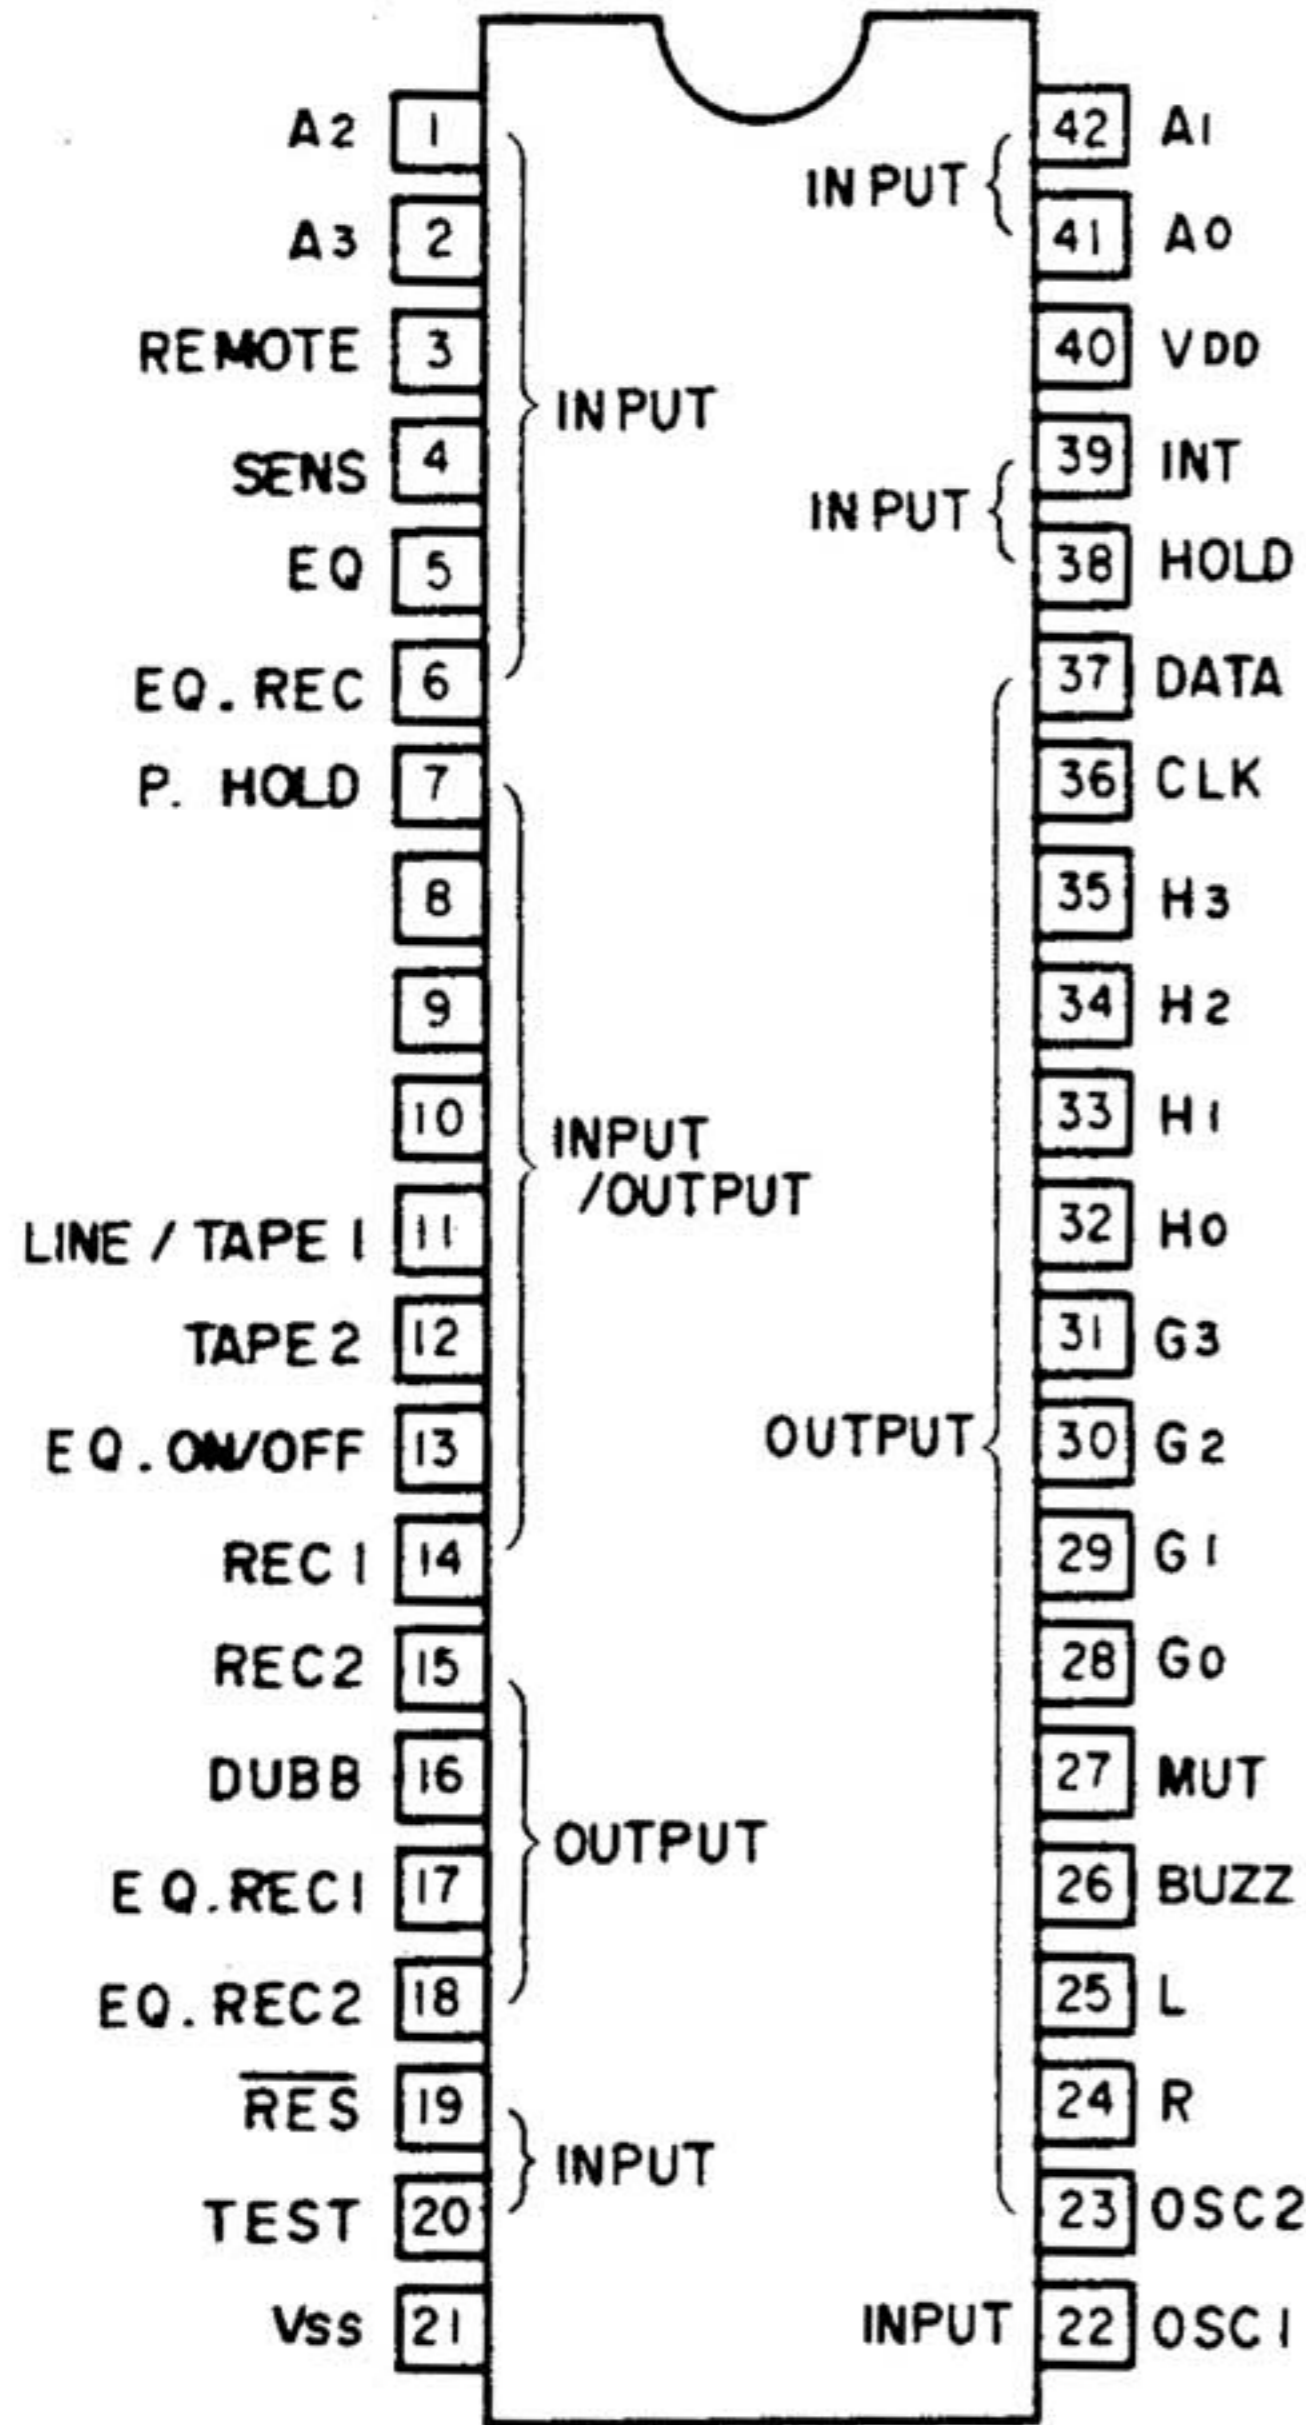 A2 1 42 A1
INPUT
A3 2 41 A0
REMOTE 3 40 VDD
INPUT
SENS 4 39 INT
INPUT
EQ 5 38 HOLD
EQ. REC 6 37 DATA
P. HOLD 7 36 CLK
8 35 H3
9 34 H2
10 33 H1
INPUT
/OUTPUT
LINE / TAPE 1 11 32 H0
TAPE 2 12 31 G3
OUTPUT
EQ. ON/OFF 13 30 G2
REC 1 14 29 G1
REC2 15 28 G0
DUBB 16 27 MUT
OUTPUT
EQ. REC1 17 26 BUZZ
EQ. REC2 18 25 L
R̅E̅S̅ 19 24 R
INPUT
TEST 20 23 OSC2
Vss 21 INPUT 22 OSC1